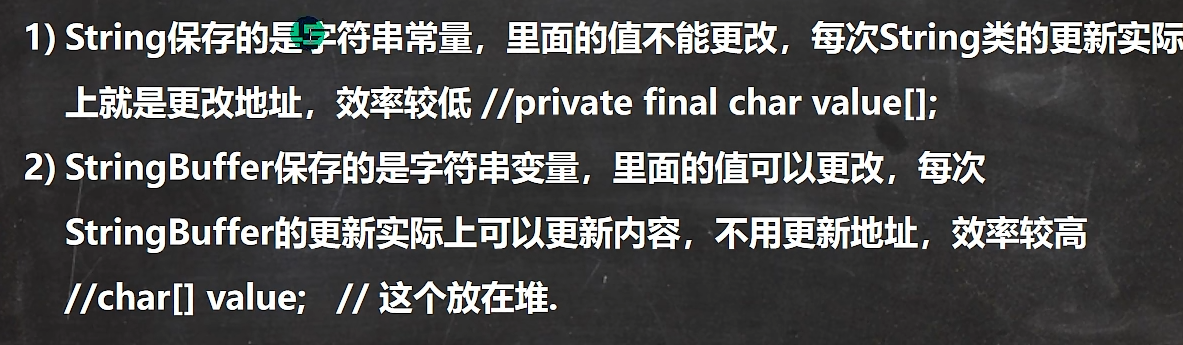 1) String保存的是字符串常量，里面的值不能更改，每次String类的更新实际
上就是更改地址，效率较低 //private final char value[];
2) StringBuffer保存的是字符串变量，里面的值可以更改，每次
StringBuffer的更新实际上可以更新内容，不用更新地址，效率较高
//char[] value; // 这个放在堆.